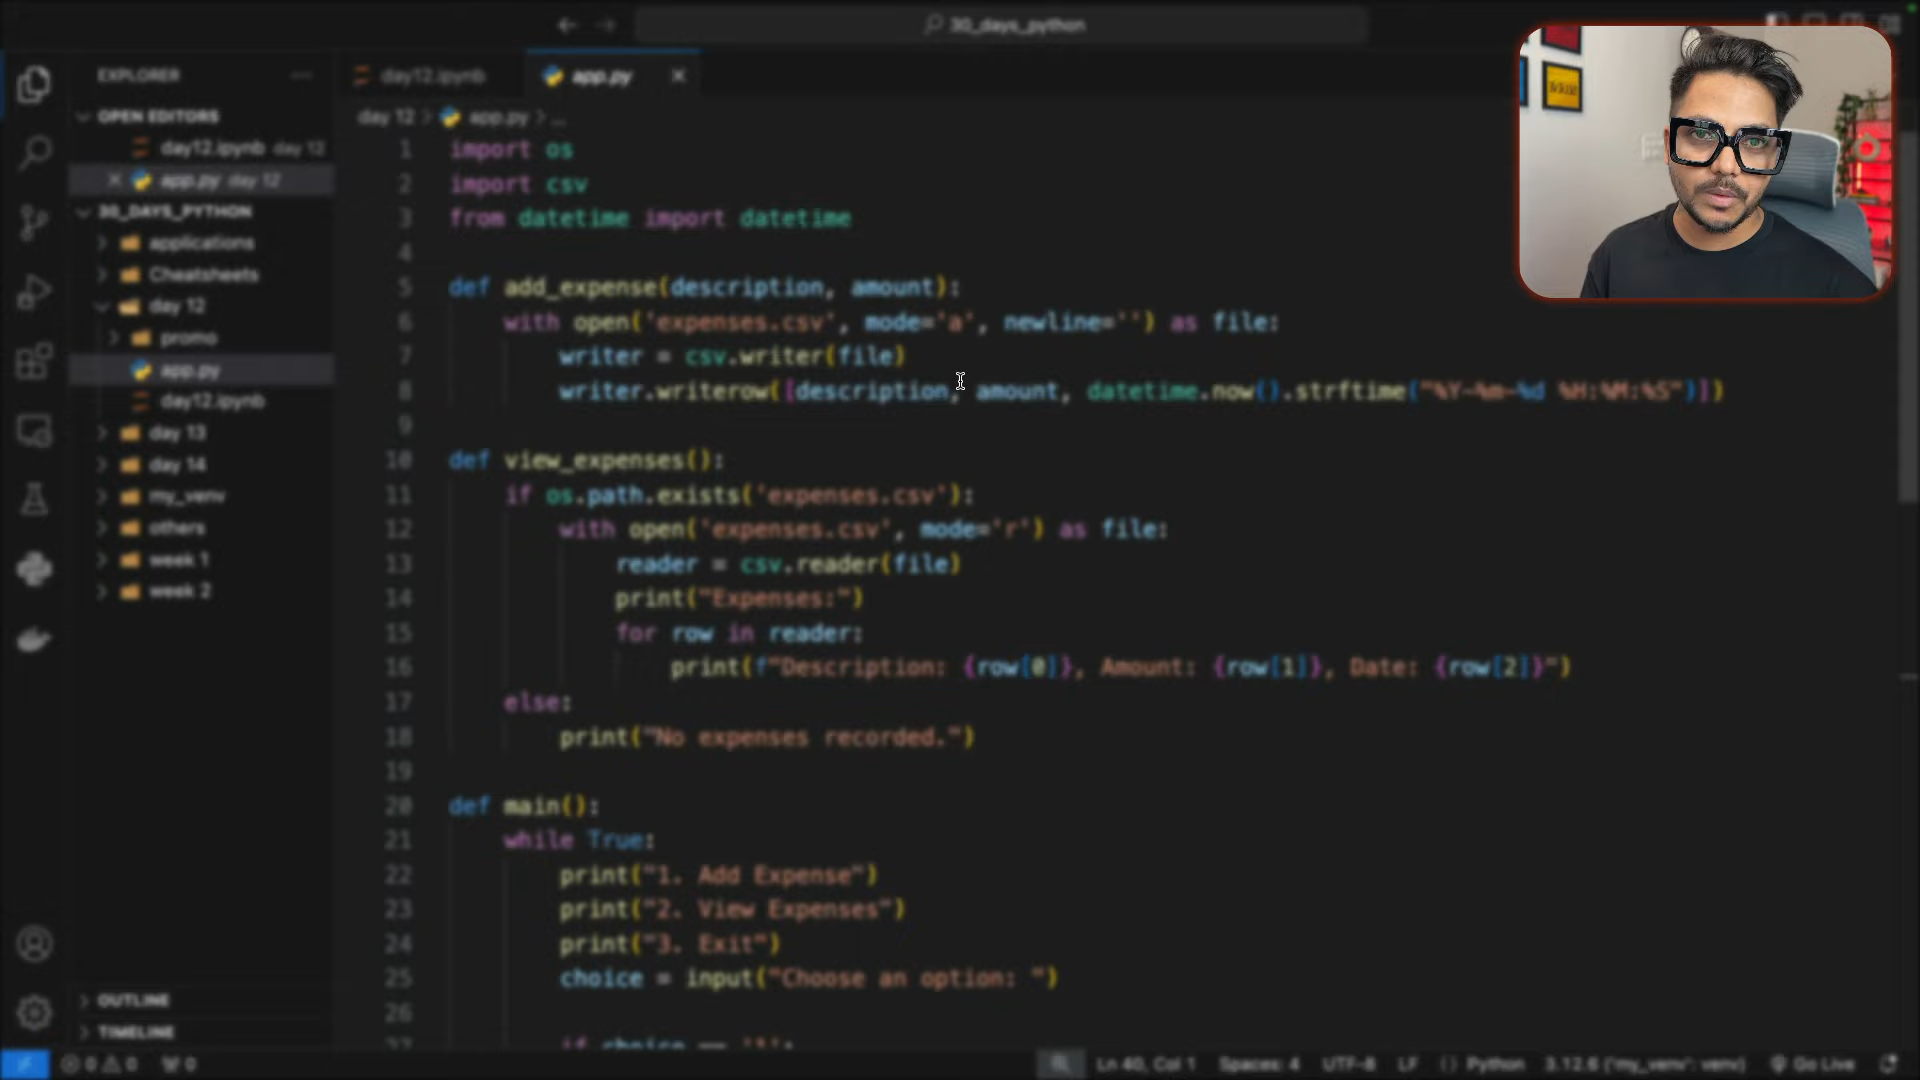 30_days_python
EXPLORER
OPEN EDITORS
day12.ipynb day 12
app.py day 12
30_DAYS_PYTHON
applications
Cheatsheets
day 12
promo
app.py
day12.ipynb
day 13
day 14
my_venv
others
week 1
week 2
OUTLINE
TIMELINE
day12.ipynb
app.py
day 12 > app.py > ...
1 import os
2 import csv
3 from datetime import datetime
4
5 def add_expense(description, amount):
6 with open('expenses.csv', mode='a', newline='') as file:
7 writer = csv.writer(file)
8 writer.writerow([description, amount, datetime.now().strftime("%Y-%m-%d %H:%M:%S")])
9
10 def view_expenses():
11 if os.path.exists('expenses.csv'):
12 with open('expenses.csv', mode='r') as file:
13 reader = csv.reader(file)
14 print("Expenses:")
15 for row in reader:
16 print(f"Description: {row[0]}, Amount: {row[1]}, Date: {row[2]}")
17 else:
18 print("No expenses recorded.")
19
20 def main():
21 while True:
22 print("1. Add Expense")
23 print("2. View Expenses")
24 print("3. Exit")
25 choice = input("Choose an option: ")
26
27 if choice == '1':
0 0 0
Ln 40, Col 1 Spaces: 4 UTF-8 LF Python 3.12.6 ('my_venv': venv) Go Live